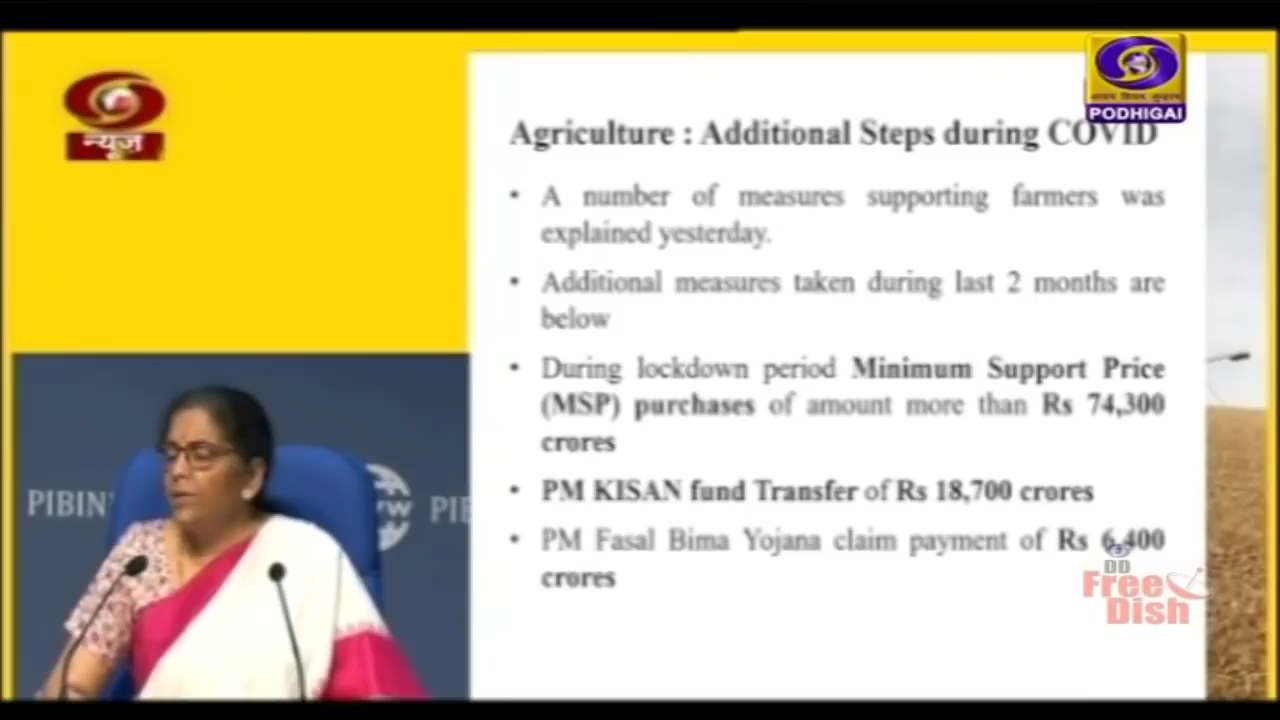 न्यूज़
PODHIGAI
Agriculture : Additional Steps during COVID
• A number of measures supporting farmers was
explained yesterday.
• Additional measures taken during last 2 months are
below
• During lockdown period Minimum Support Price
(MSP) purchases of amount more than Rs 74,300
crores
• PM KISAN fund Transfer of Rs 18,700 crores
• PM Fasal Bima Yojana claim payment of Rs 6,400
crores
PIBIN
PIB
DD
Free
Dish